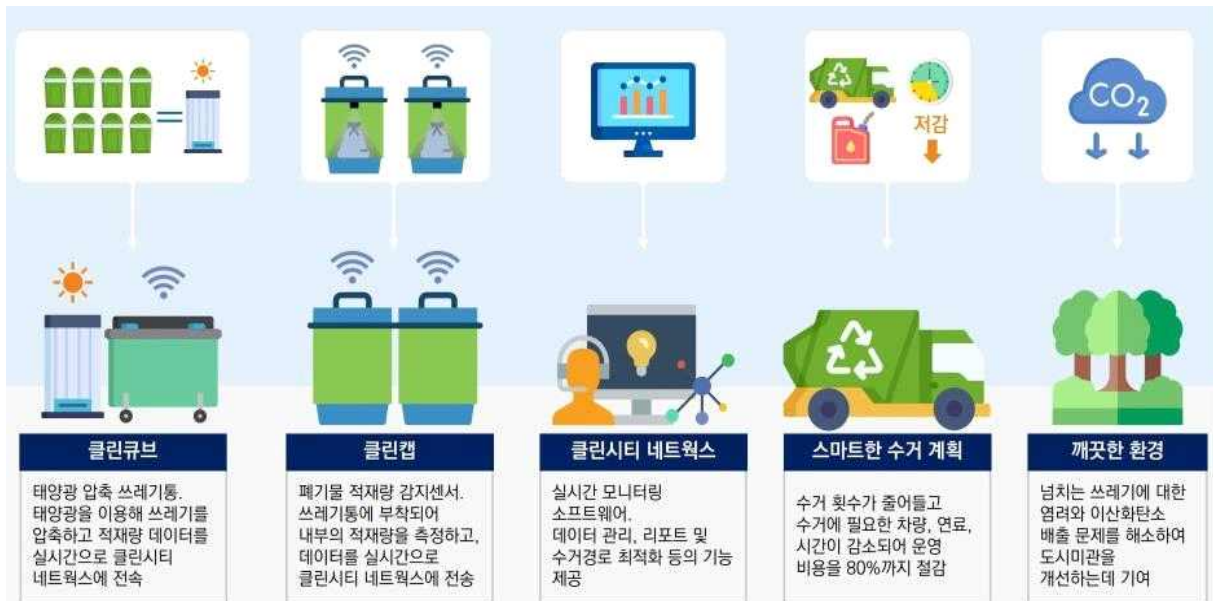 저감
CO2
클린큐브
태양광 압축 쓰레기통.
태양광을 이용해 쓰레기를
압축하고 적재량 데이터를
실시간으로 클린시티
네트웍스에 전속
클린캡
폐기물 적재량 감지센서.
쓰레기통에 부착되어
내부의 적재량을 측정하고,
데이터를 실시간으로
클린시티 네트웍스에 전송
클린시티 네트웍스
실시간 모니터링
소프트웨어.
데이터 관리, 리포트 및
수거경로 최적화 등의 기능
제공
스마트한 수거 계획
수거 횟수가 줄어들고
수거에 필요한 차량, 연료,
시간이 감소되어 운영
비용을 80%까지 절감
깨끗한 환경
넘치는 쓰레기에 대한
염려와 이산화탄소
배출 문제를 해소하여
도시미관을
개선하는데 기여